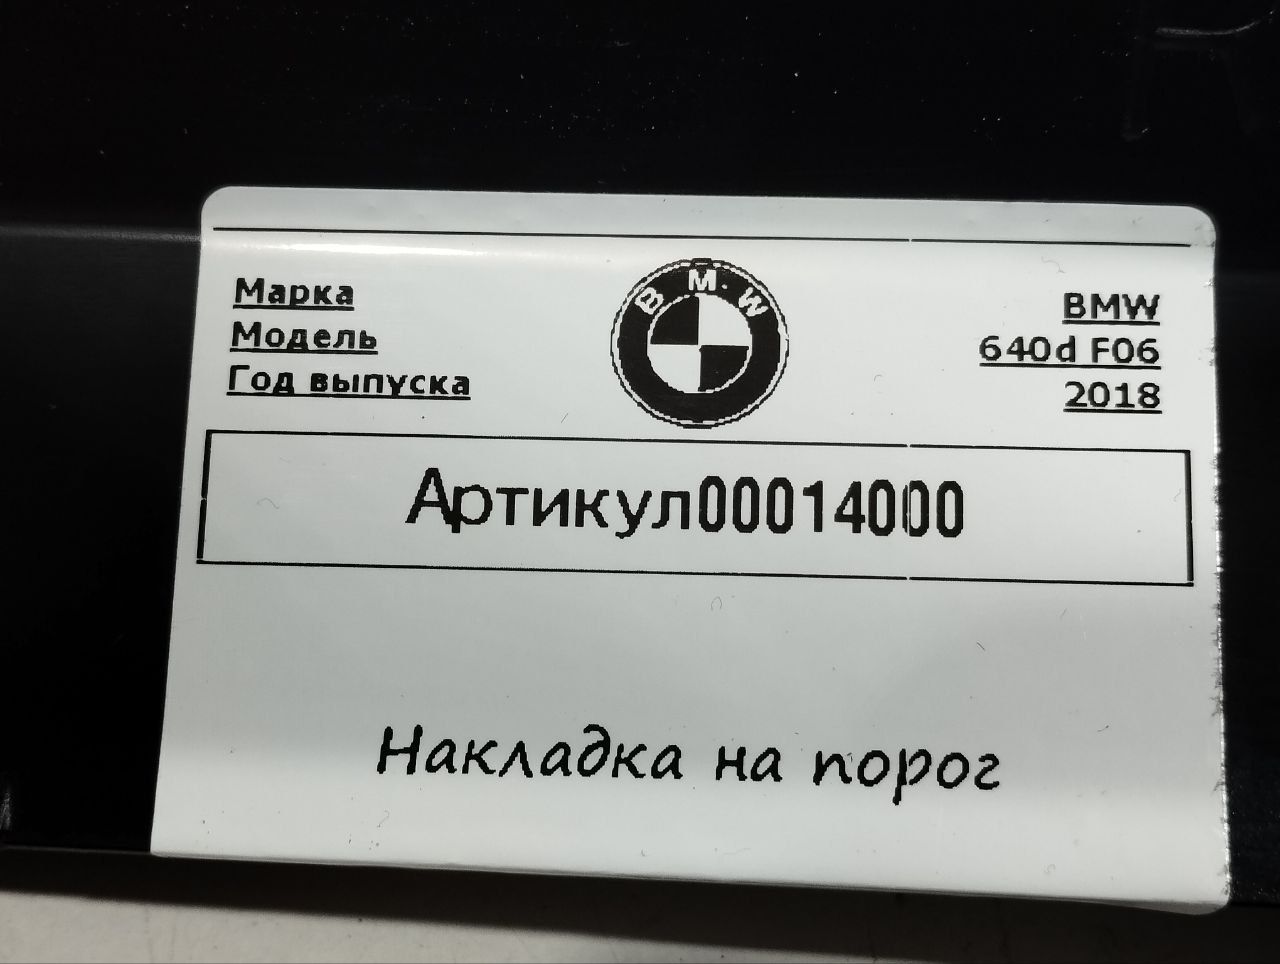 Марка BMW
Модель 640d F06
Год выпуска 2018
B M W
Артикул00014000
Накладка на порог